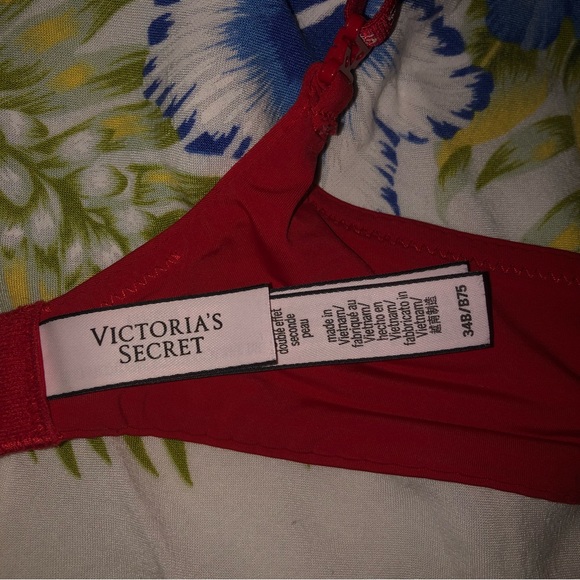 VICTORIA'S
SECRET
double effet
seconde
peau
made in
Vietnam/
fabriqué au
Vietnam/
hecho en
Vietnam/
fabricato in
Vietnam/
越南制造
34B/B75